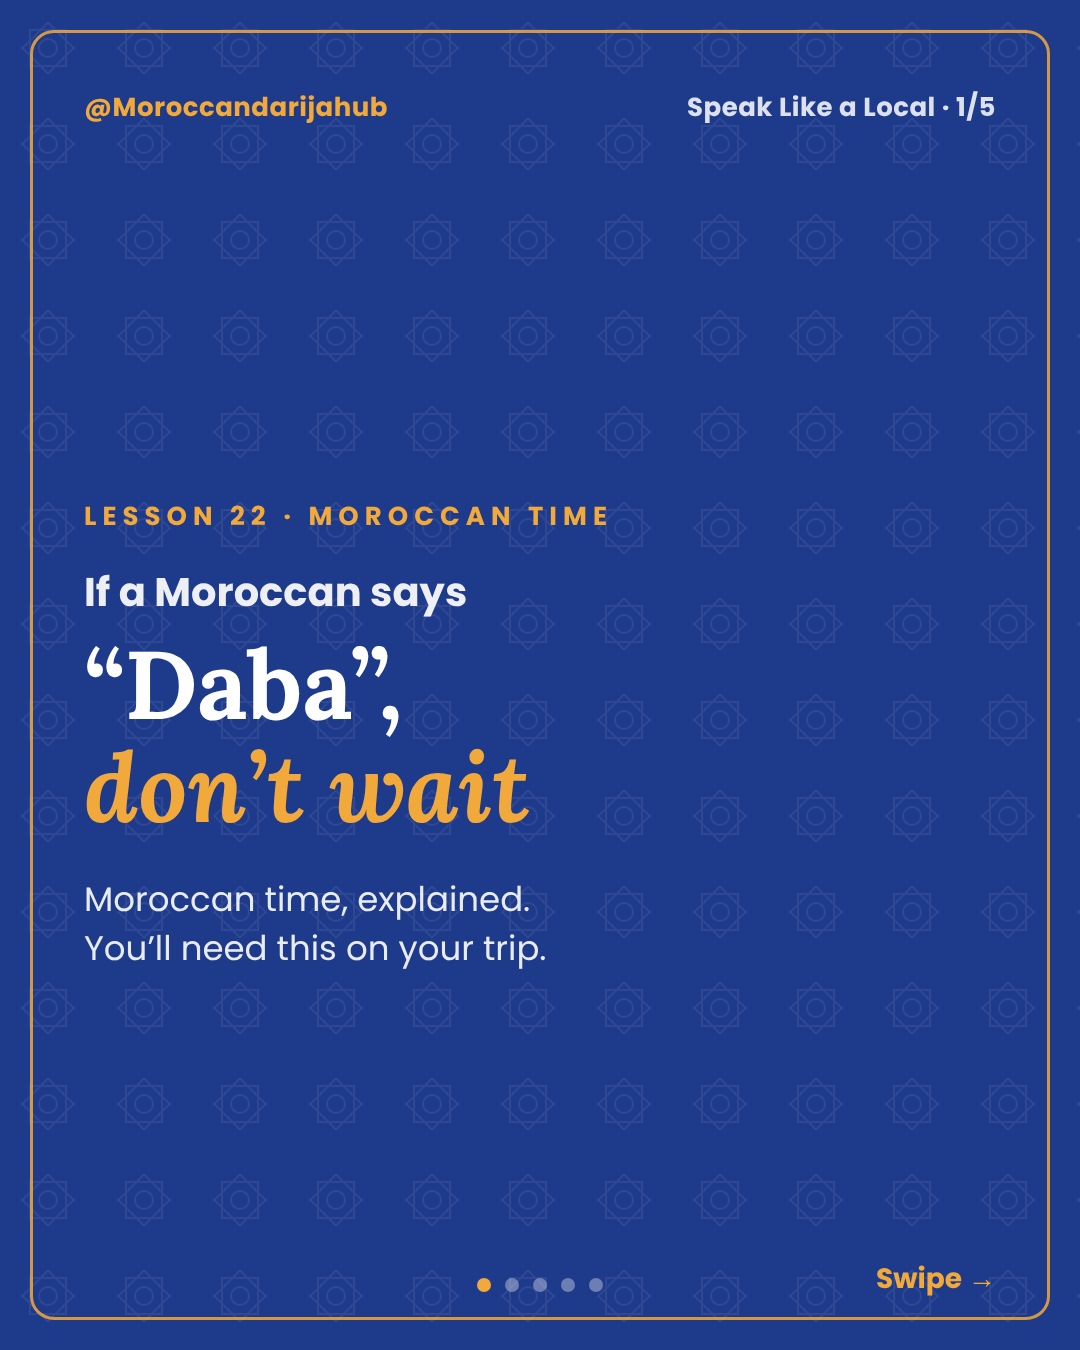 @Moroccandarijahub
Speak Like a Local · 1/5
LESSON 22 · MOROCCAN TIME
If a Moroccan says
“Daba”,
don’t wait
Moroccan time, explained.
You’ll need this on your trip.
Swipe →